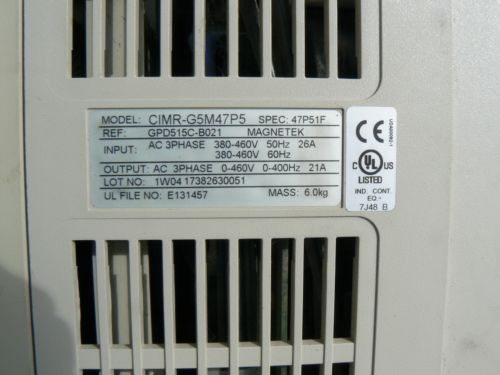 MODEL: CIMR-G5M47P5 SPEC: 47P51F
REF: GPD515C-B021 MAGNETEK
INPUT: AC 3PHASE 380-460V 50Hz 26A
380-460V 60Hz
OUTPUT: AC 3PHASE 0-460V 0-400Hz 21A
LOT NO: 1W04 17382630051
MASS: 6.0kg
UL FILE NO: E131457
CE
C UL US
LISTED
IND. CONT.
EQ.
7J48 B